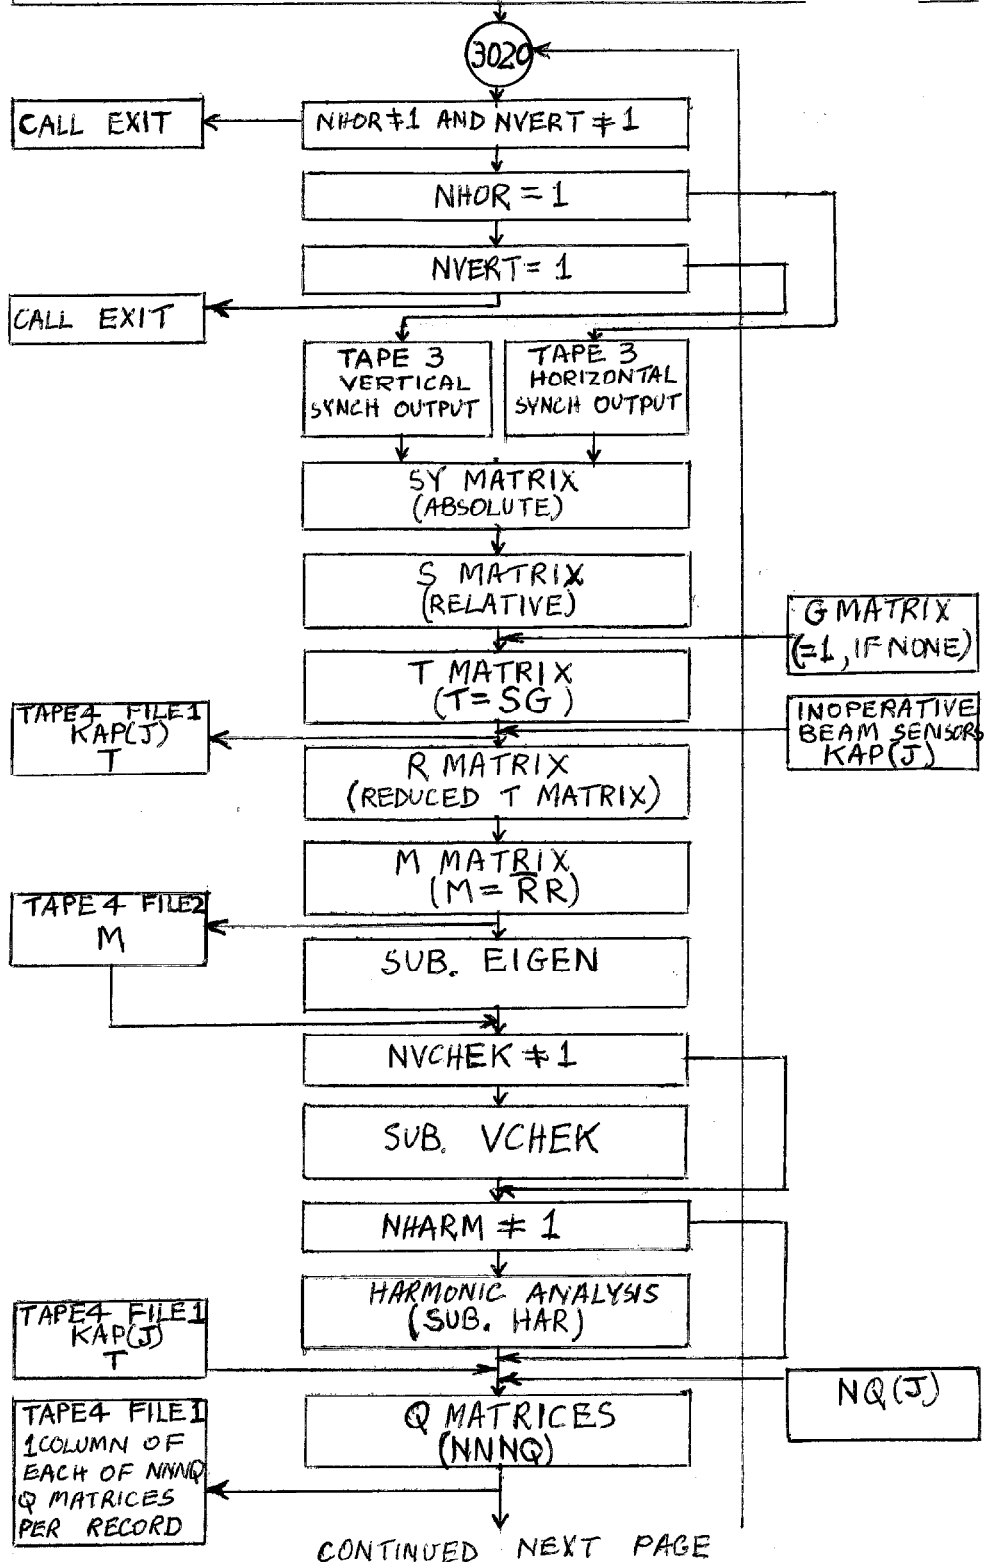 3020
CALL EXIT
NHOR ≠ 1 AND NVERT ≠ 1
NHOR = 1
NVERT = 1
CALL EXIT
TAPE 3
VERTICAL
SYNCH OUTPUT
TAPE 3
HORIZONTAL
SYNCH OUTPUT
SY MATRIX
(ABSOLUTE)
S MATRIX
(RELATIVE)
G MATRIX
(=1, IF NONE)
T MATRIX
(T=SG)
INOPERATIVE
BEAM SENSORS
KAP(J)
TAPE4 FILE1
KAP(J)
T
R MATRIX
(REDUCED T MATRIX)
M MATRIX
(M = R̅R)
TAPE 4 FILE2
M
SUB. EIGEN
NVCHEK ≠ 1
SUB. VCHEK
NHARM ≠ 1
HARMONIC ANALYSIS
(SUB. HAR)
TAPE4 FILE1
KAP(J)
T
NQ(J)
Q MATRICES
(NNNQ)
TAPE4 FILE1
1COLUMN OF
EACH OF NNNQ
Q MATRICES
PER RECORD
CONTINUED NEXT PAGE